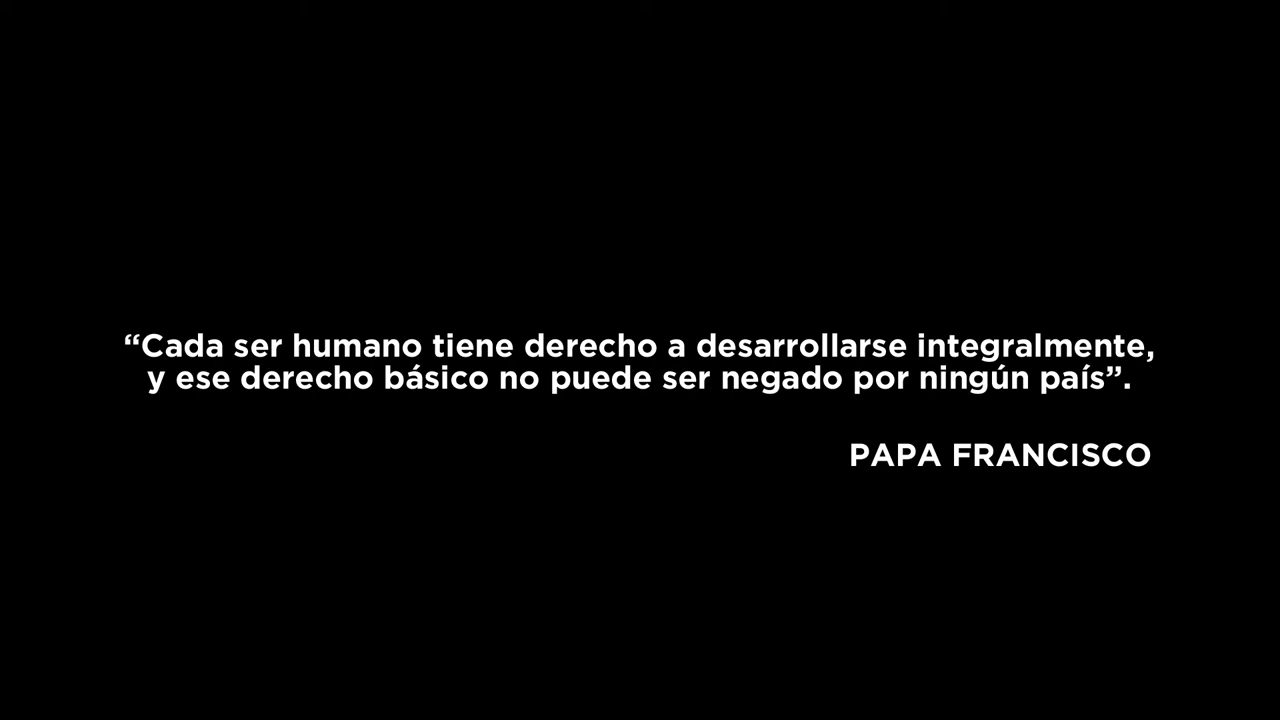 “Cada ser humano tiene derecho a desarrollarse integralmente,
y ese derecho básico no puede ser negado por ningún país”.
PAPA FRANCISCO